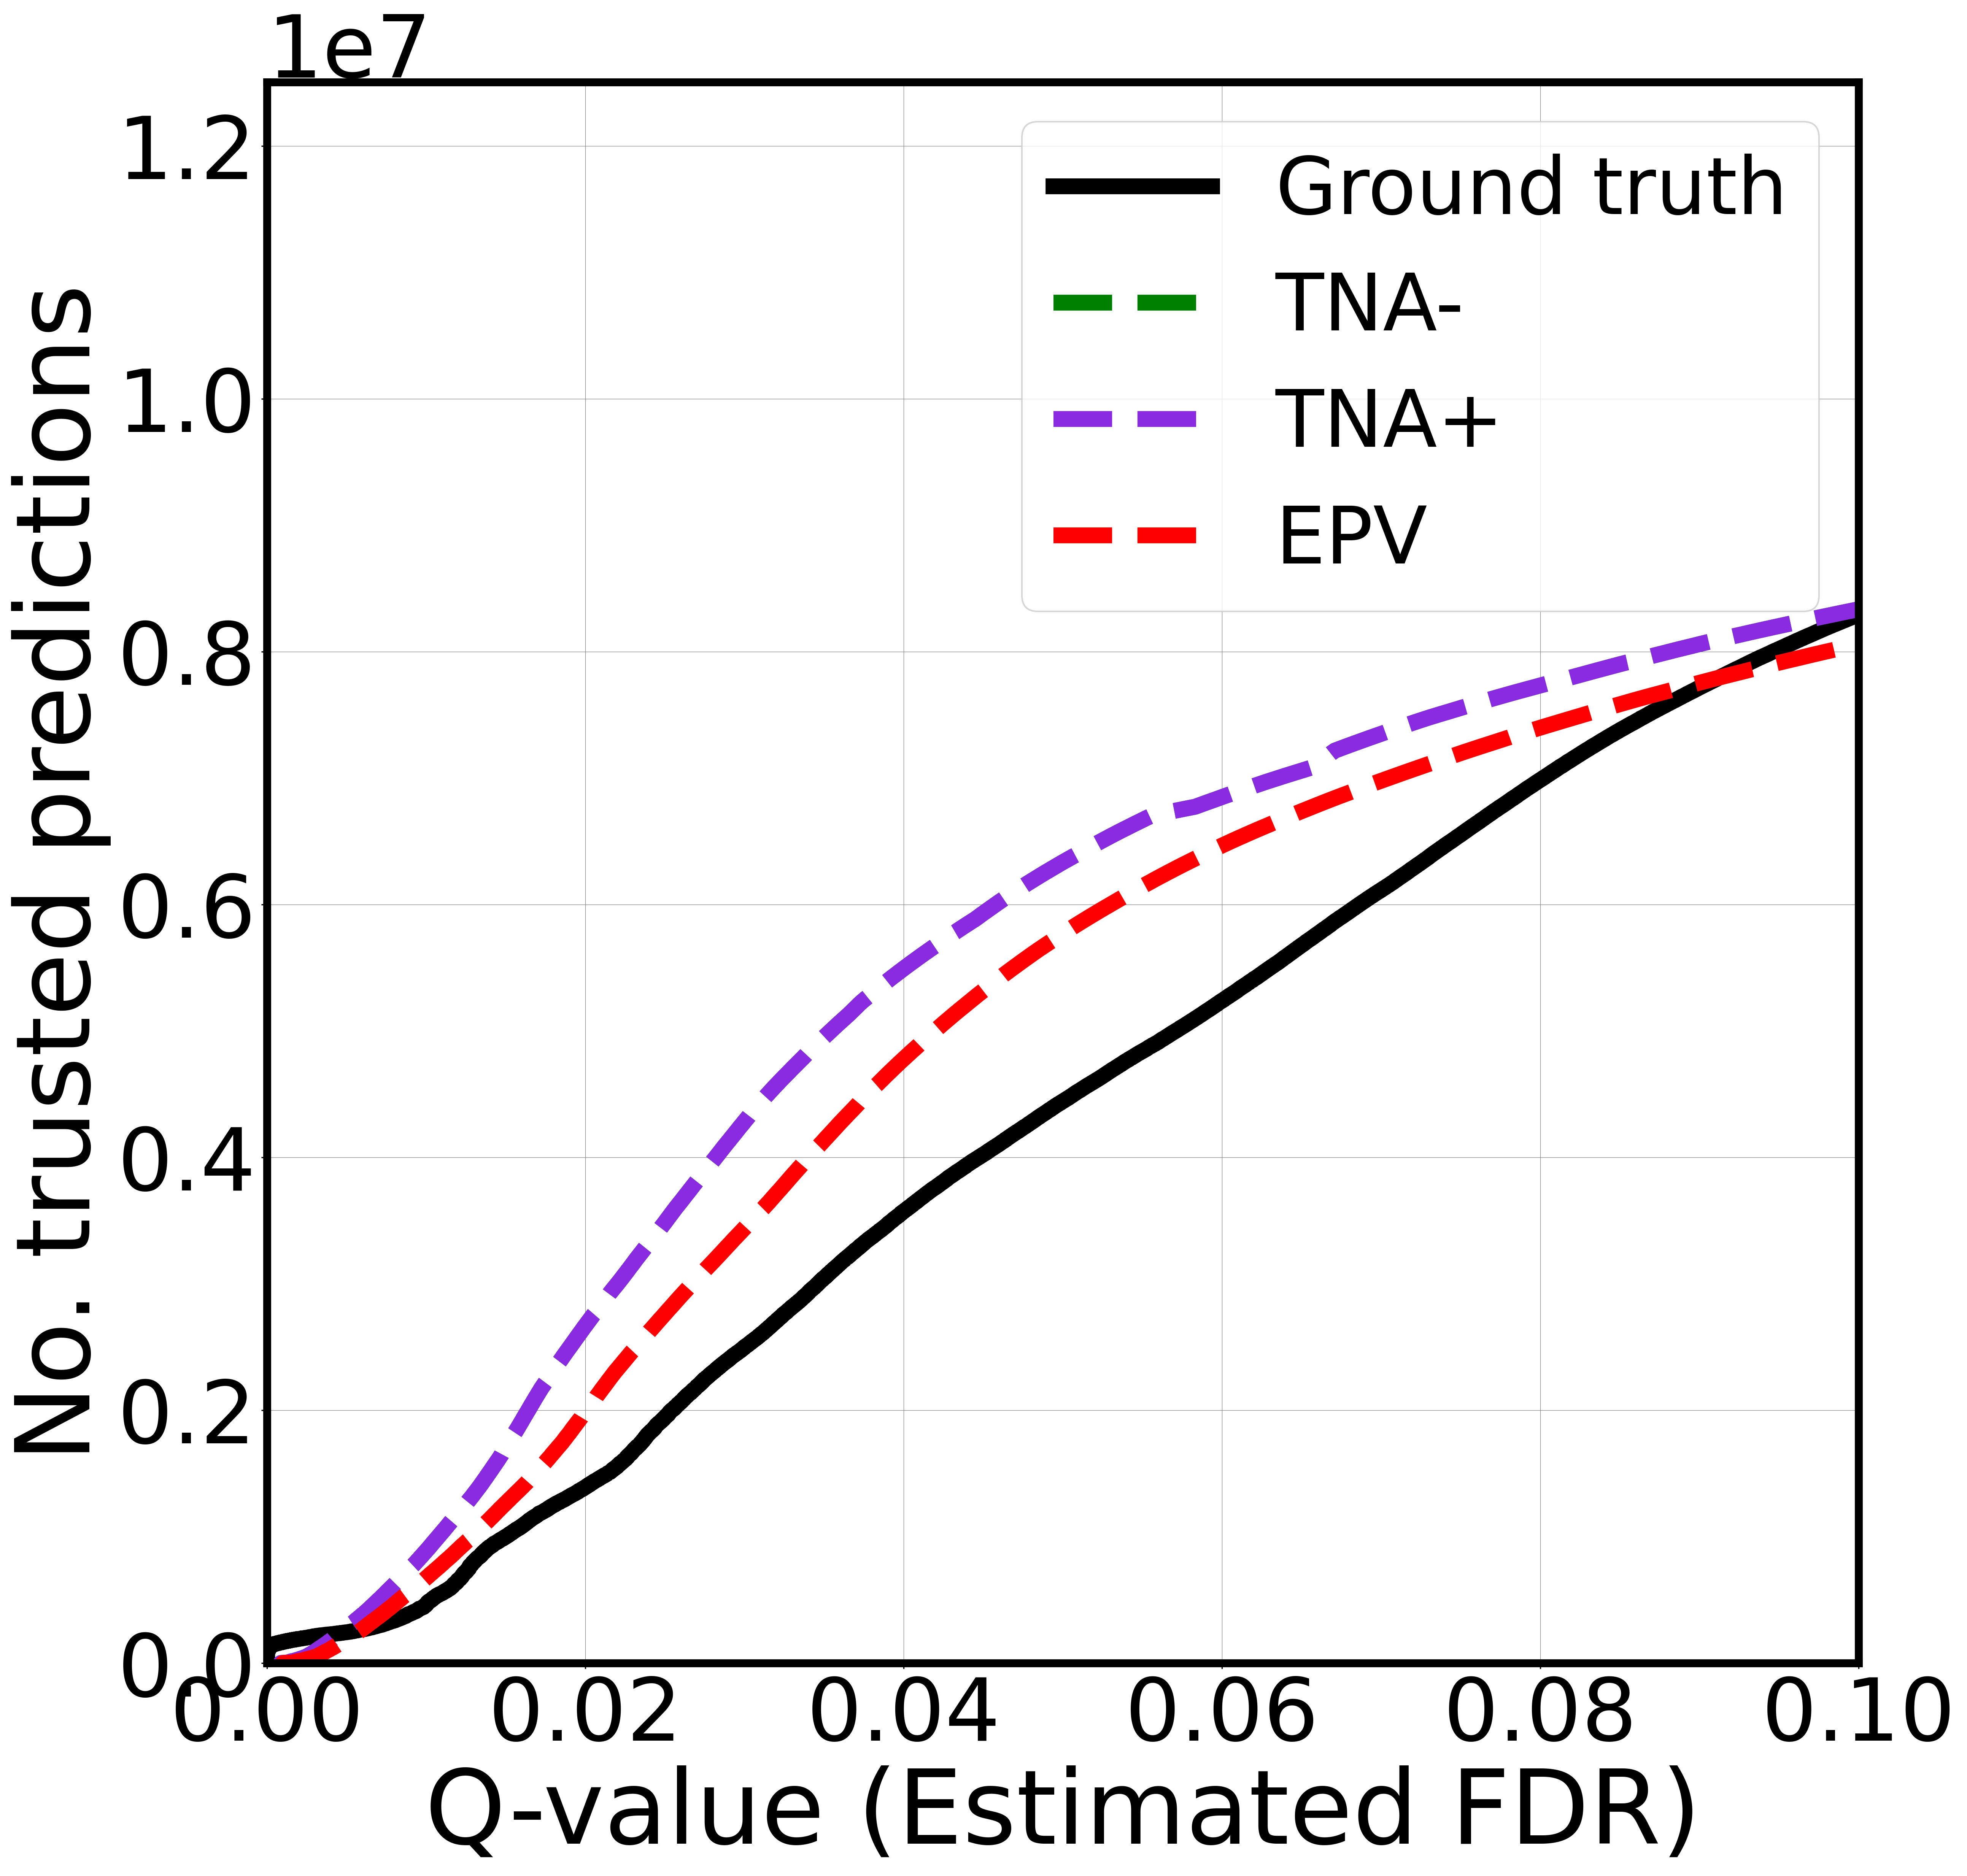 1e7
1.2
1.0
0.8
0.6
0.4
0.2
0.0
No. trusted predictions
Ground truth
TNA-
TNA+
EPV
0.00 0.02 0.04 0.06 0.08 0.10
Q-value (Estimated FDR)